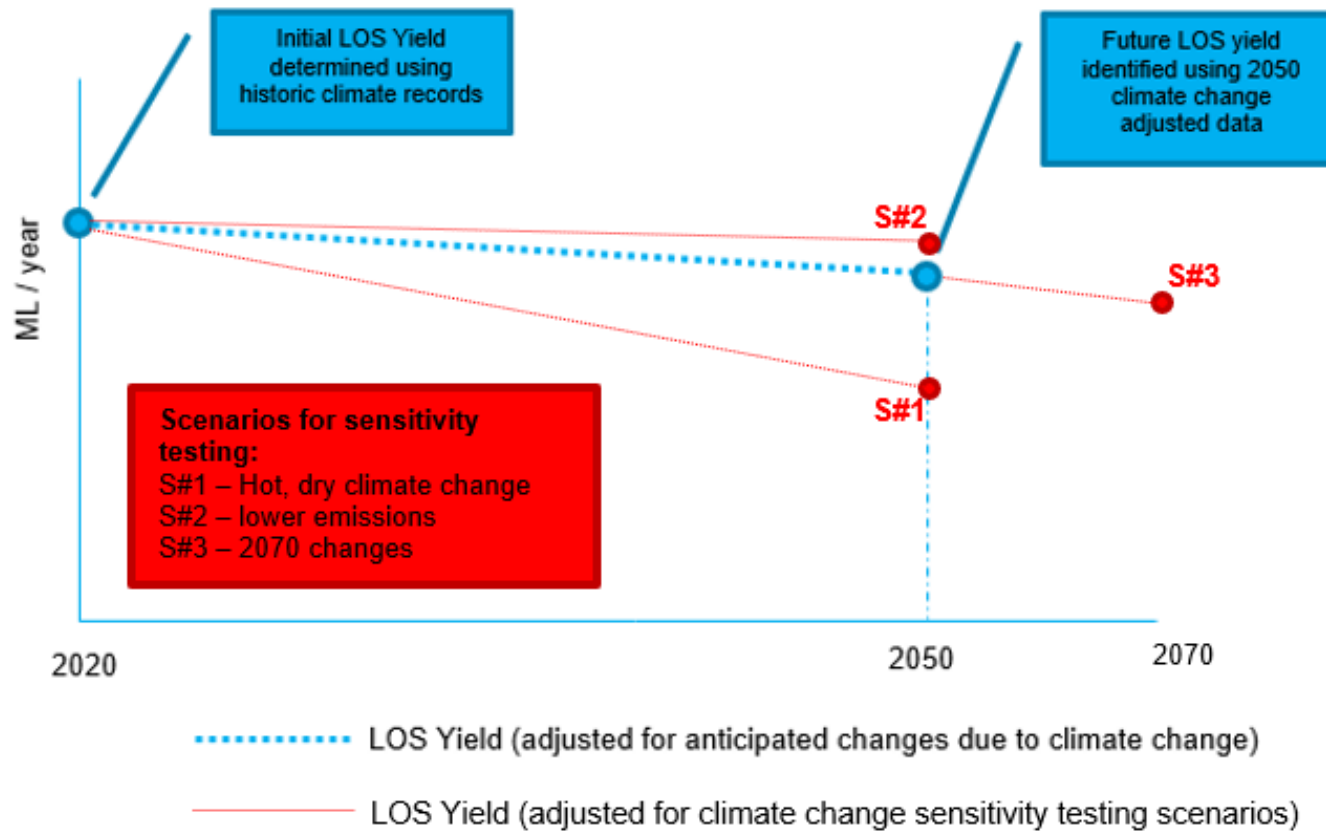 Initial LOS Yield
determined using
historic climate records
Future LOS yield
identified using 2050
climate change
adjusted data
ML / year
S#2
S#3
S#1
Scenarios for sensitivity
testing:
S#1 – Hot, dry climate change
S#2 – lower emissions
S#3 – 2070 changes
2020
2050
2070
LOS Yield (adjusted for anticipated changes due to climate change)
LOS Yield (adjusted for climate change sensitivity testing scenarios)